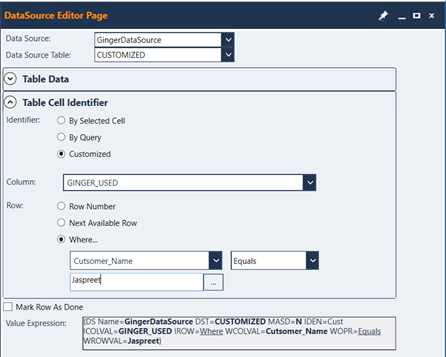 DataSource Editor Page
Data Source: GingerDataSource
Data Source Table: CUSTOMIZED
Table Data
Table Cell Identifier
Identifier: By Selected Cell
By Query
Customized
Column: GINGER_USED
Row: Row Number
Next Available Row
Where...
Cutsomer_Name Equals
Jaspreet ...
Mark Row As Done
Value Expression: {DS Name=GingerDataSource DST=CUSTOMIZED MASD=N IDEN=Cust
ICOLVAL=GINGER_USED IROW=Where WCOLVAL=Cutsomer_Name WOPR=Equals
WROWVAL=Jaspreet}